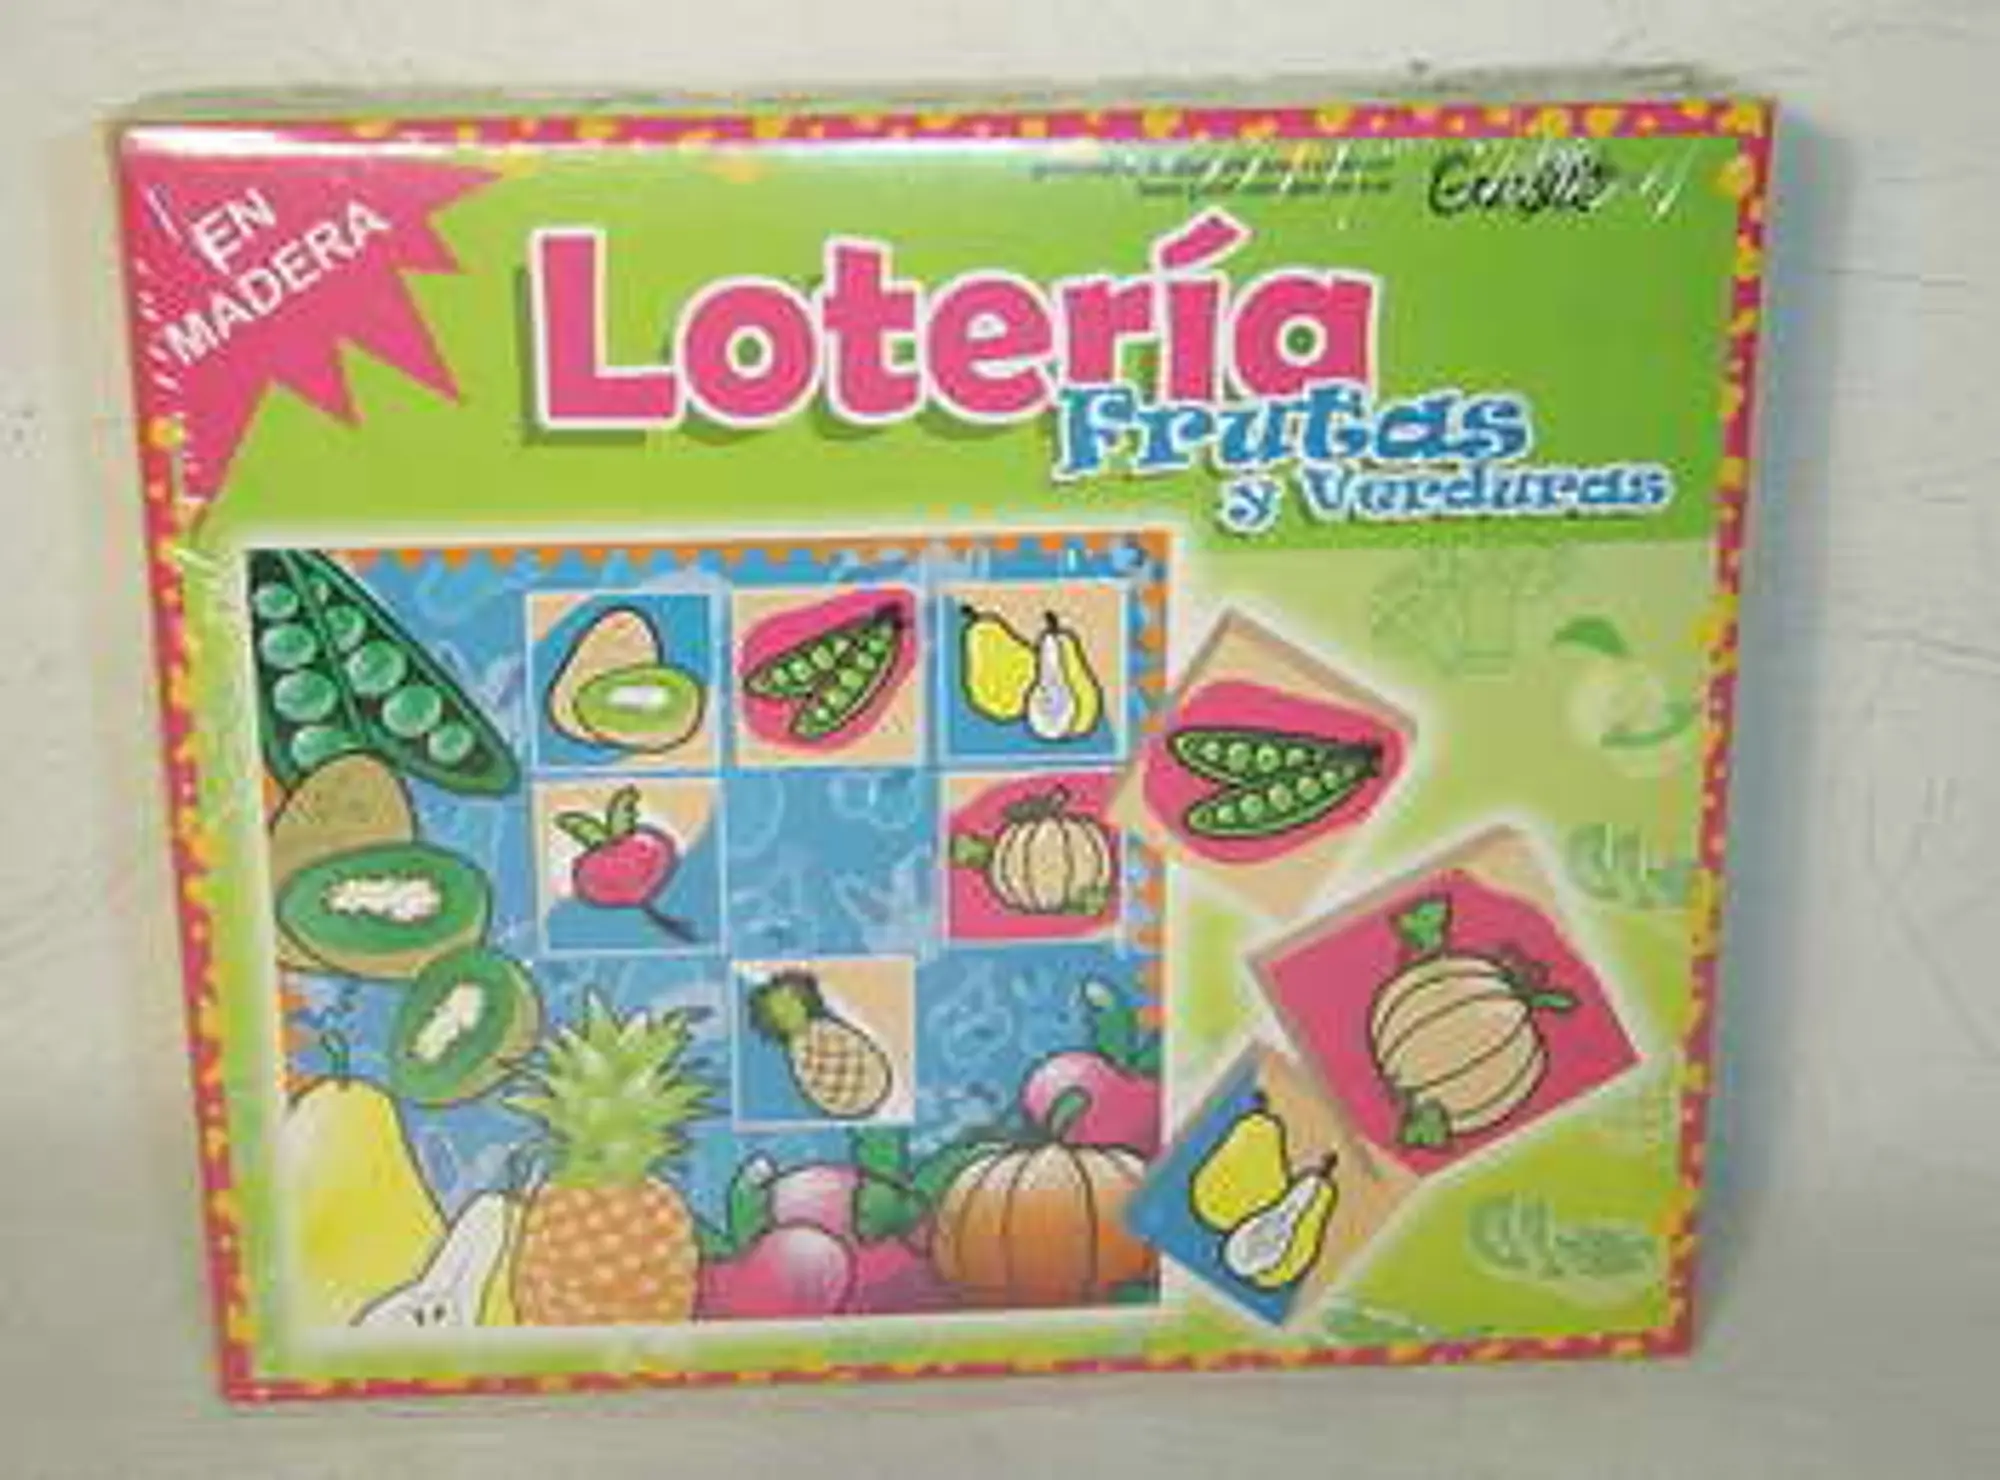 EN
MADERA
Lotería
Frutas
y Verduras